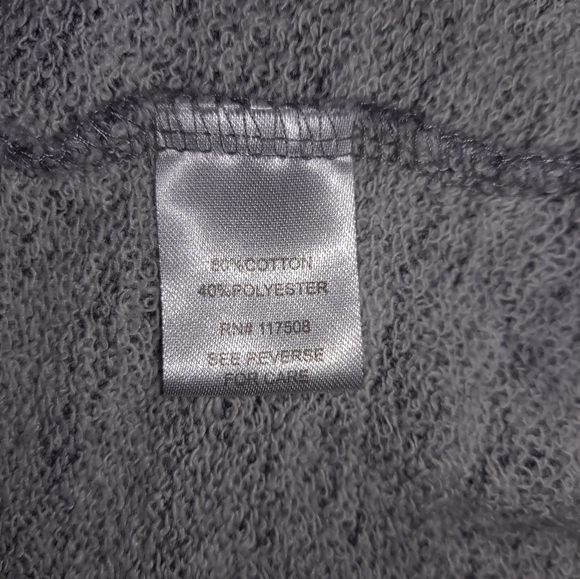 60%COTTON
40%POLYESTER
RN# 117508
SEE REVERSE
FOR CARE